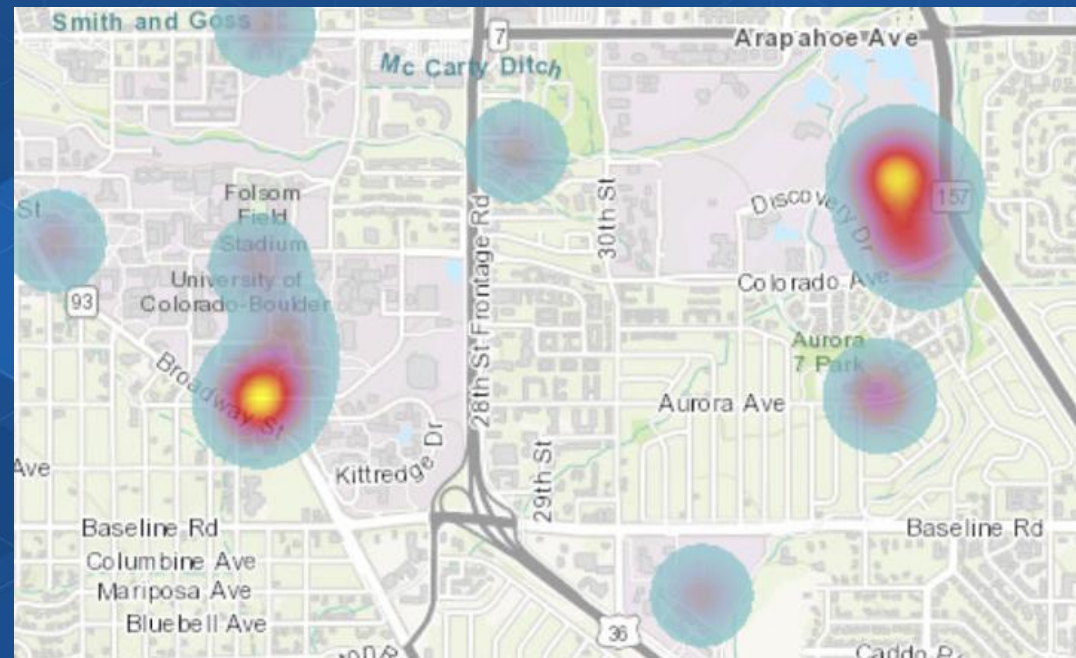 Smith and Goss
7
Arapahoe Ave
Mc Carty Ditch
Folsom
Field
Stadium
St
30th St
Discovery Dr
157
28th St Frontage Rd
University of
Colorado-Boulder
Colorado Ave
93
Aurora
7 Park
Broadway St
Aurora Ave
Kittredge Dr
29th St
Ave
Baseline Rd
Baseline Rd
Columbine Ave
Mariposa Ave
Bluebell Ave
36
Caddo